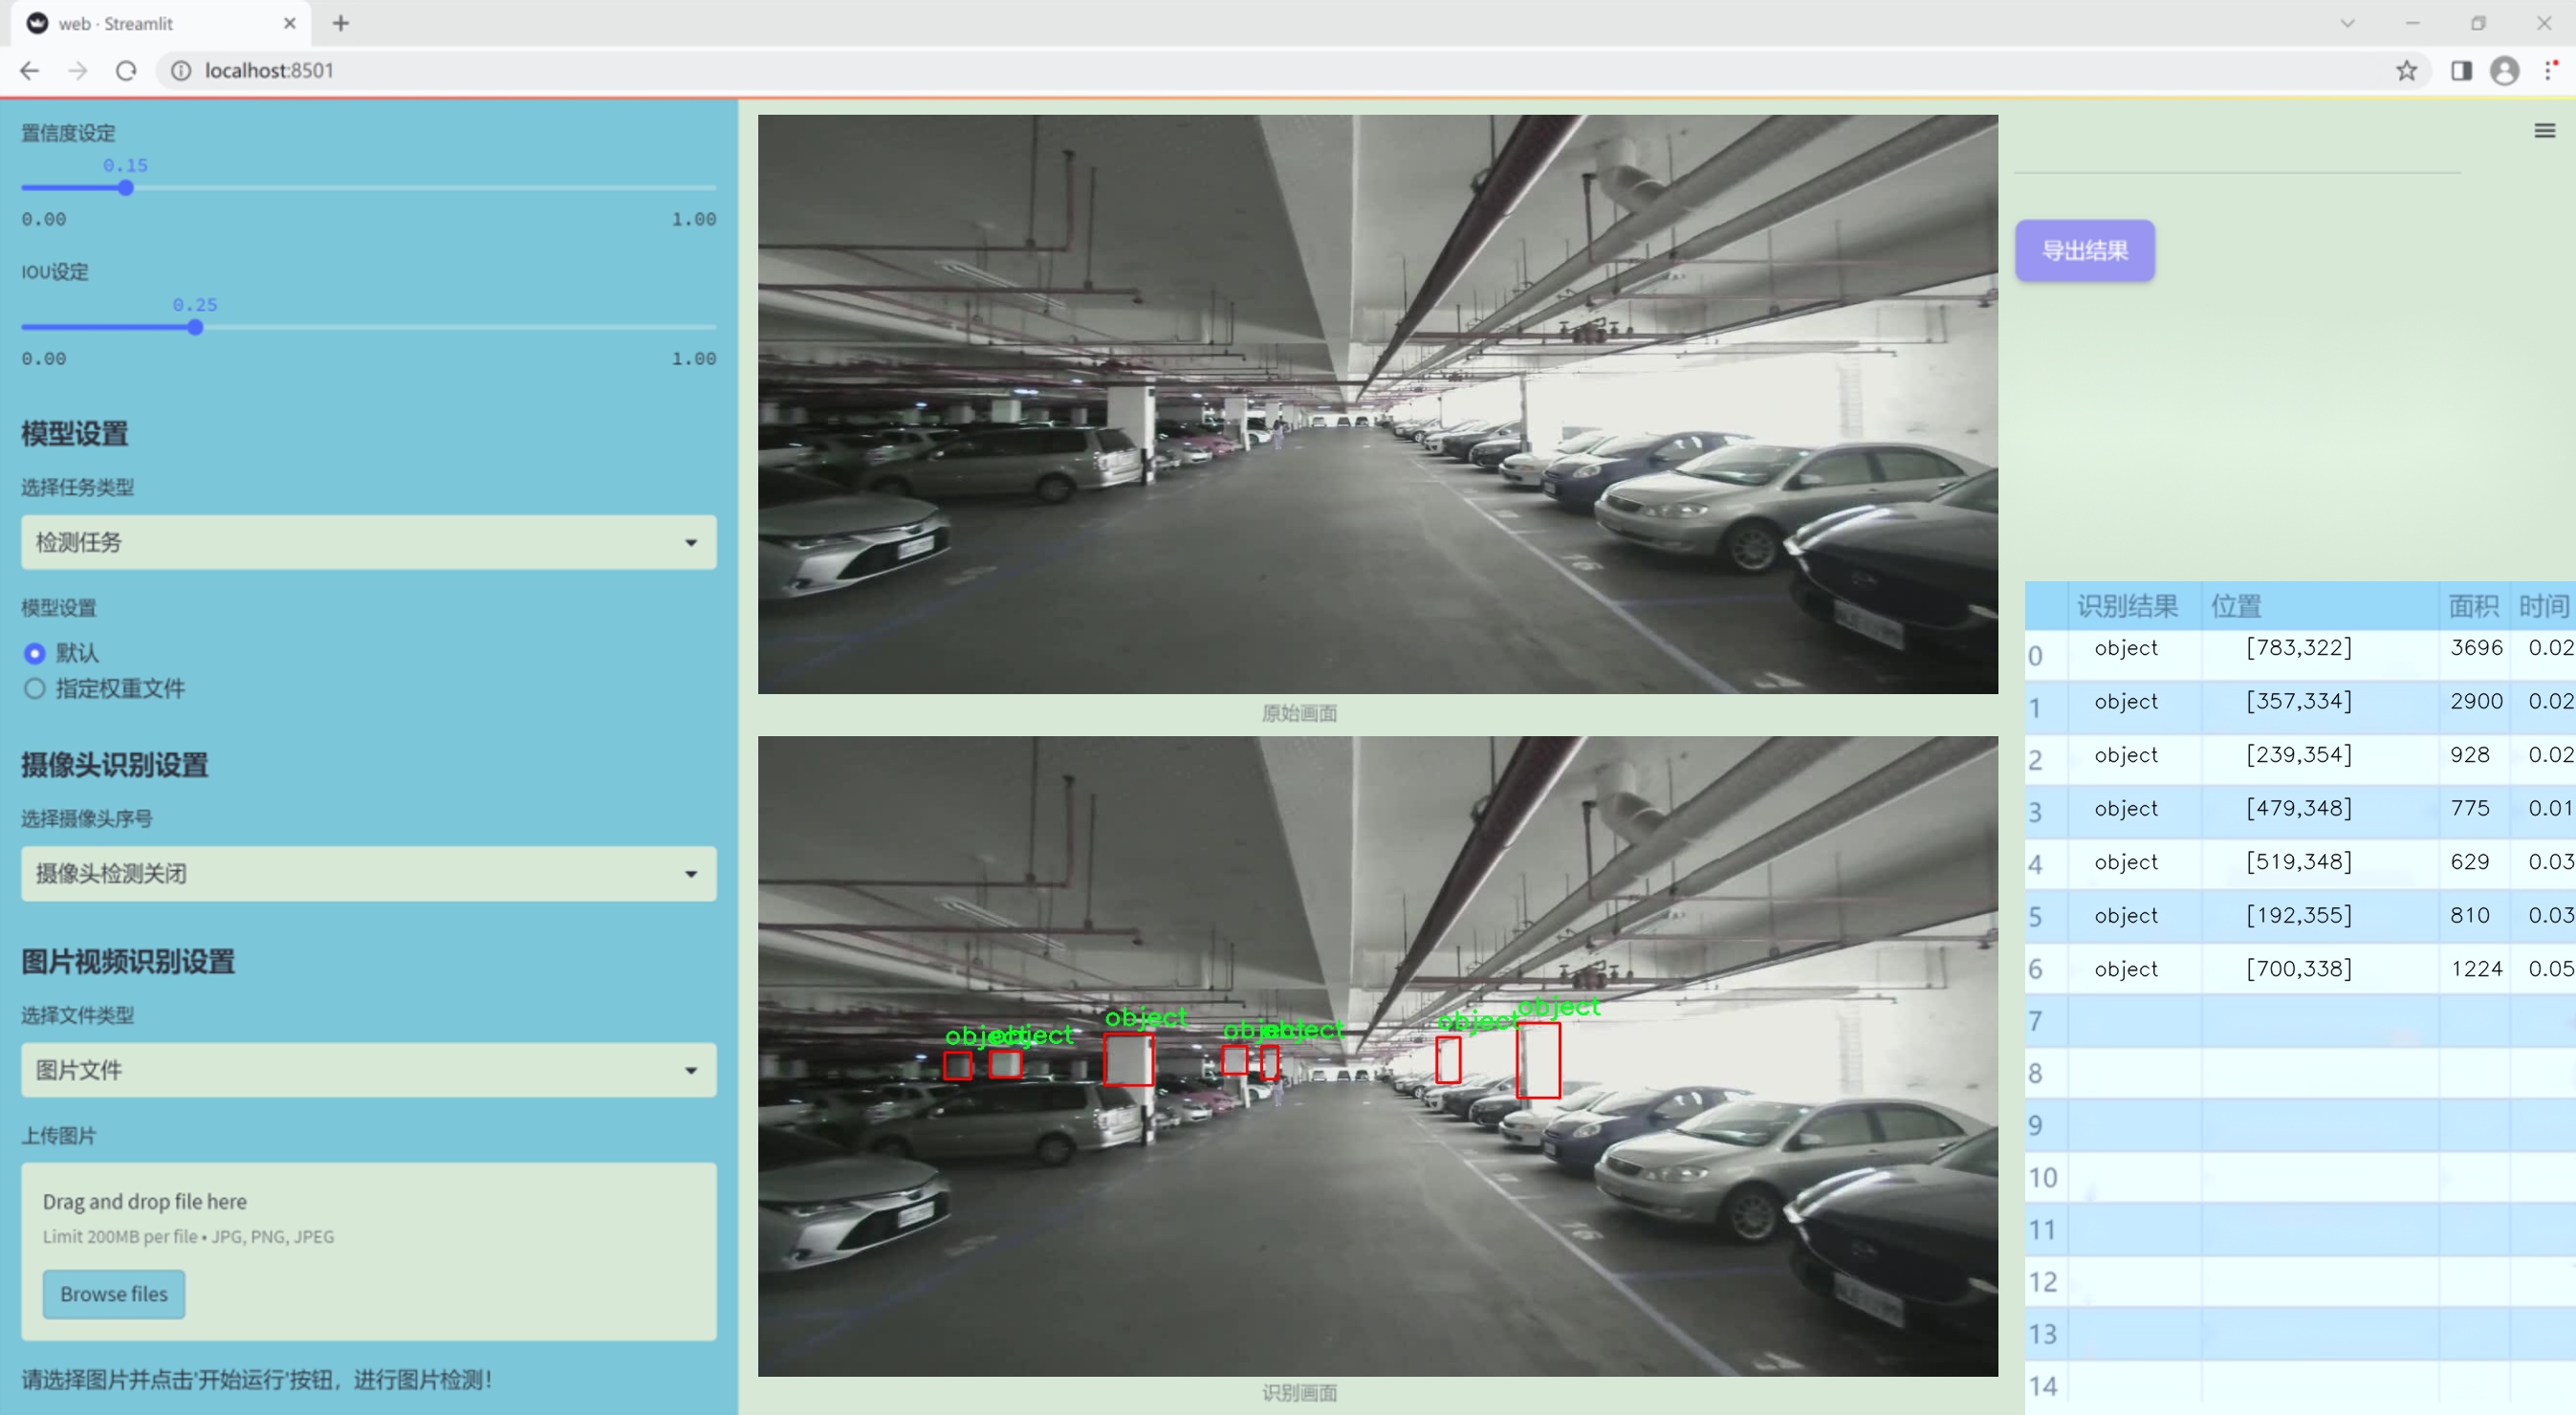 web · Streamlit
localhost:8501
置信度设定
0.15
0.00 1.00
IOU设定
0.25
0.00 1.00
模型设置
选择任务类型
检测任务
模型设置
默认
指定权重文件
摄像头识别设置
选择摄像头序号
摄像头检测关闭
图片视频识别设置
选择文件类型
图片文件
上传图片
Drag and drop file here
Limit 200MB per file • JPG, PNG, JPEG
Browse files
请选择图片并点击'开始运行'按钮，进行图片检测！
原始画面
object
object
object
object
object
object
object
识别画面
导出结果
识别结果 位置 面积 时间
0 object [783,322] 3696 0.02
1 object [357,334] 2900 0.02
2 object [239,354] 928 0.02
3 object [479,348] 775 0.01
4 object [519,348] 629 0.03
5 object [192,355] 810 0.03
6 object [700,338] 1224 0.05
7
8
9
10
11
12
13
14